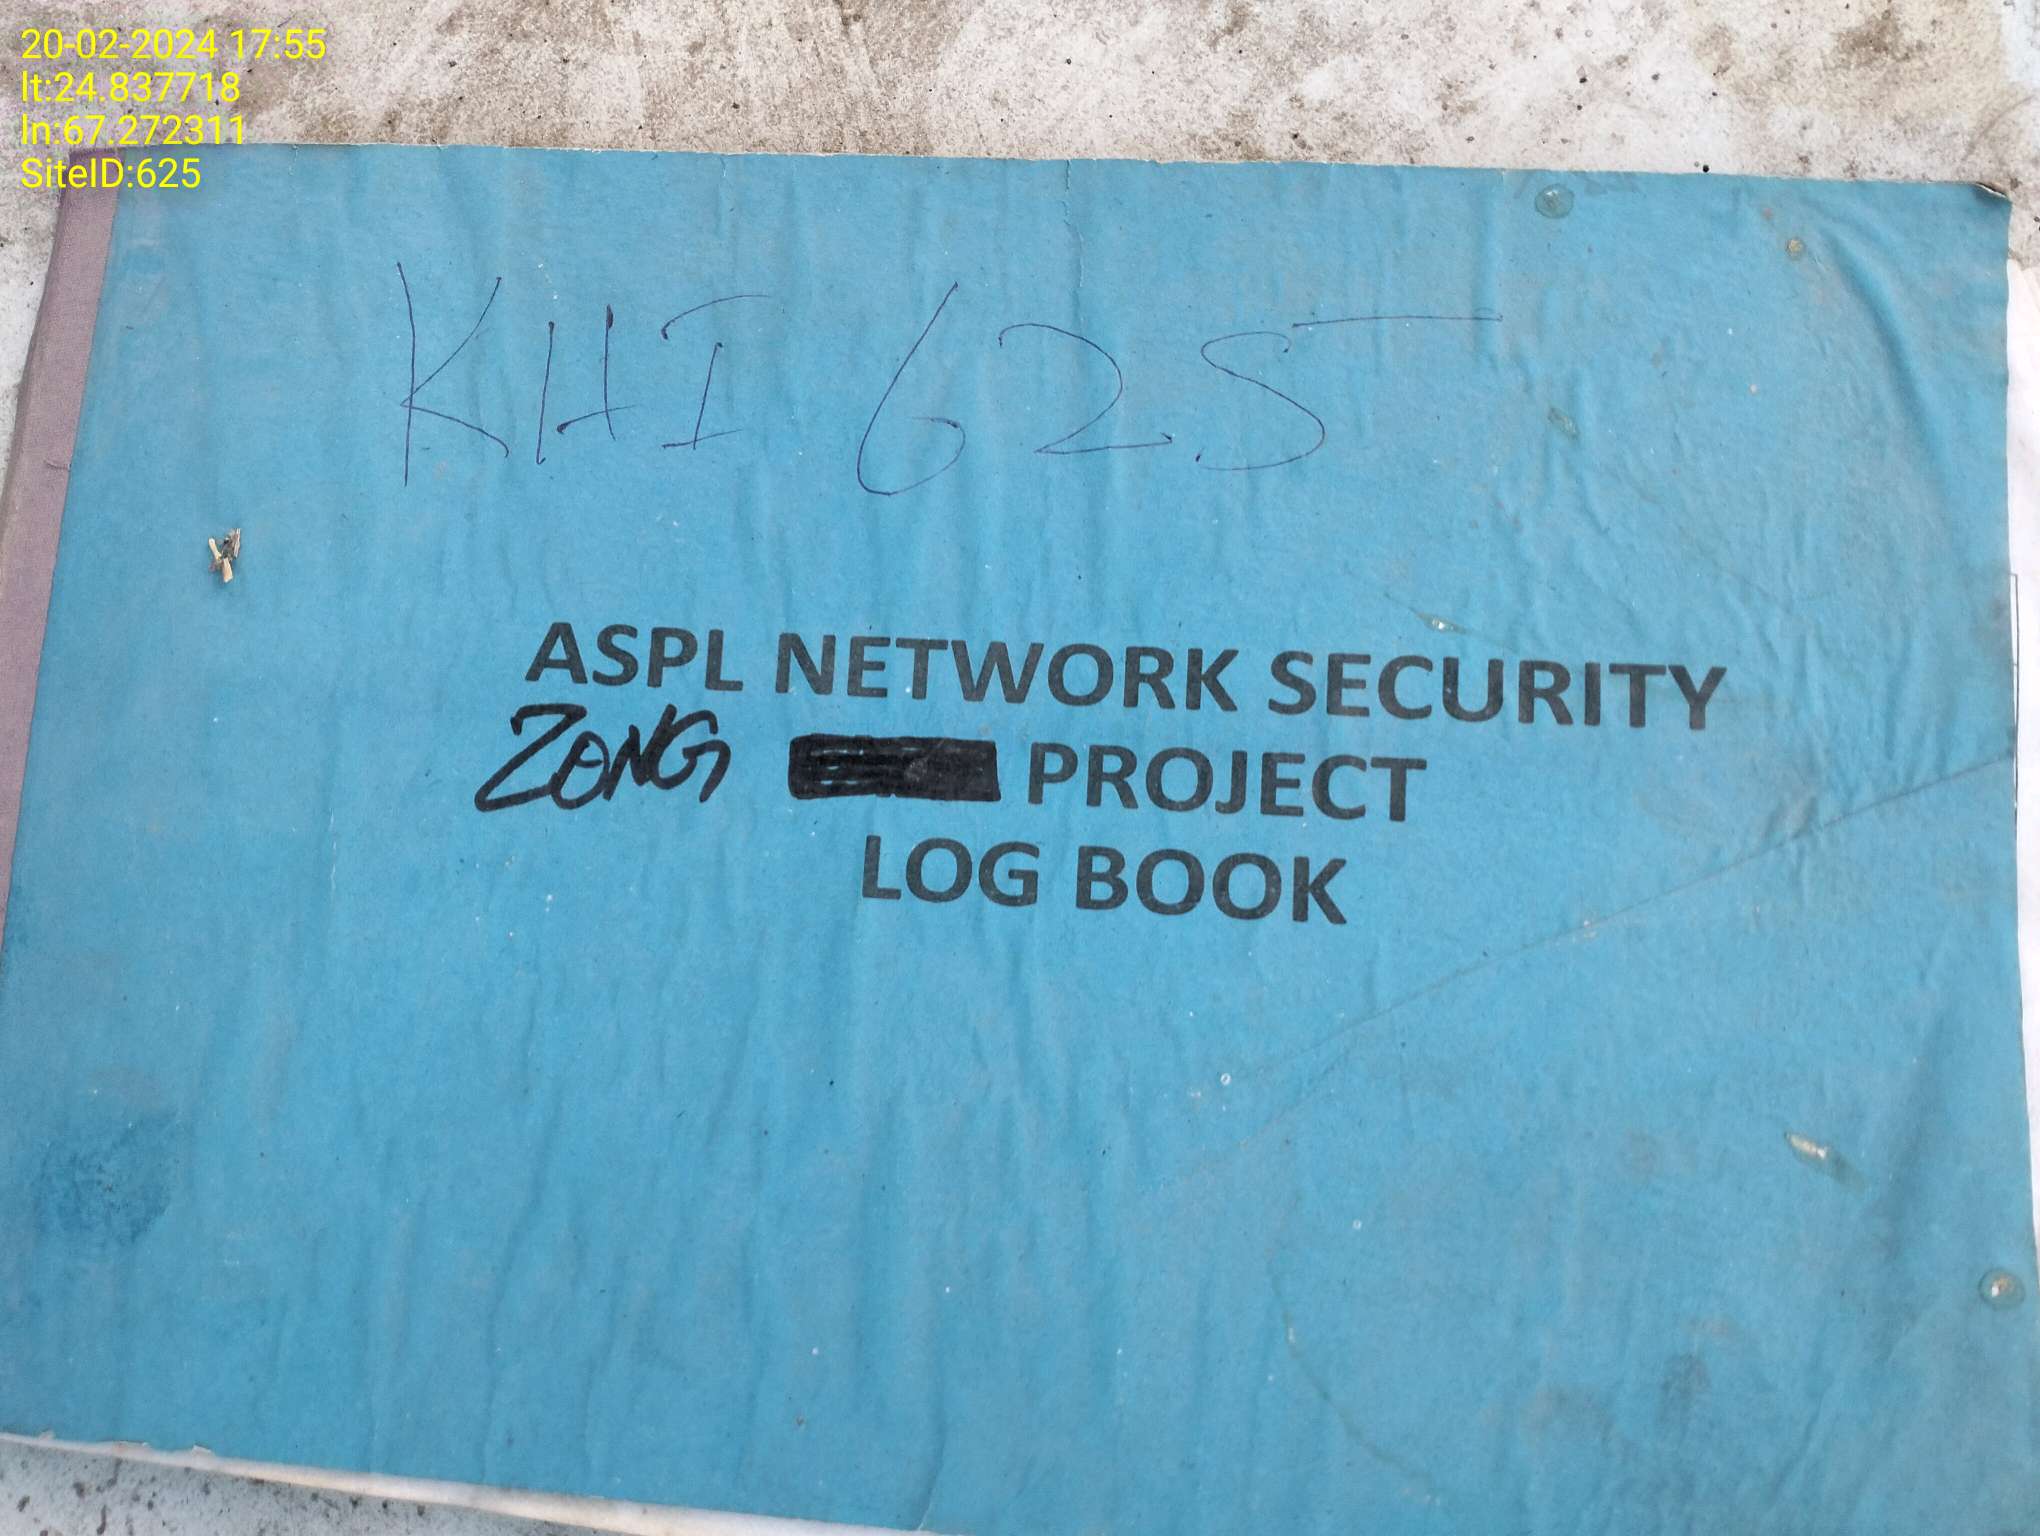 20-02-2024 17:55
lt:24.837718
ln:67.272311
SiteID:625
KHI 625
ASPL NETWORK SECURITY
ZONG PROJECT
LOG BOOK